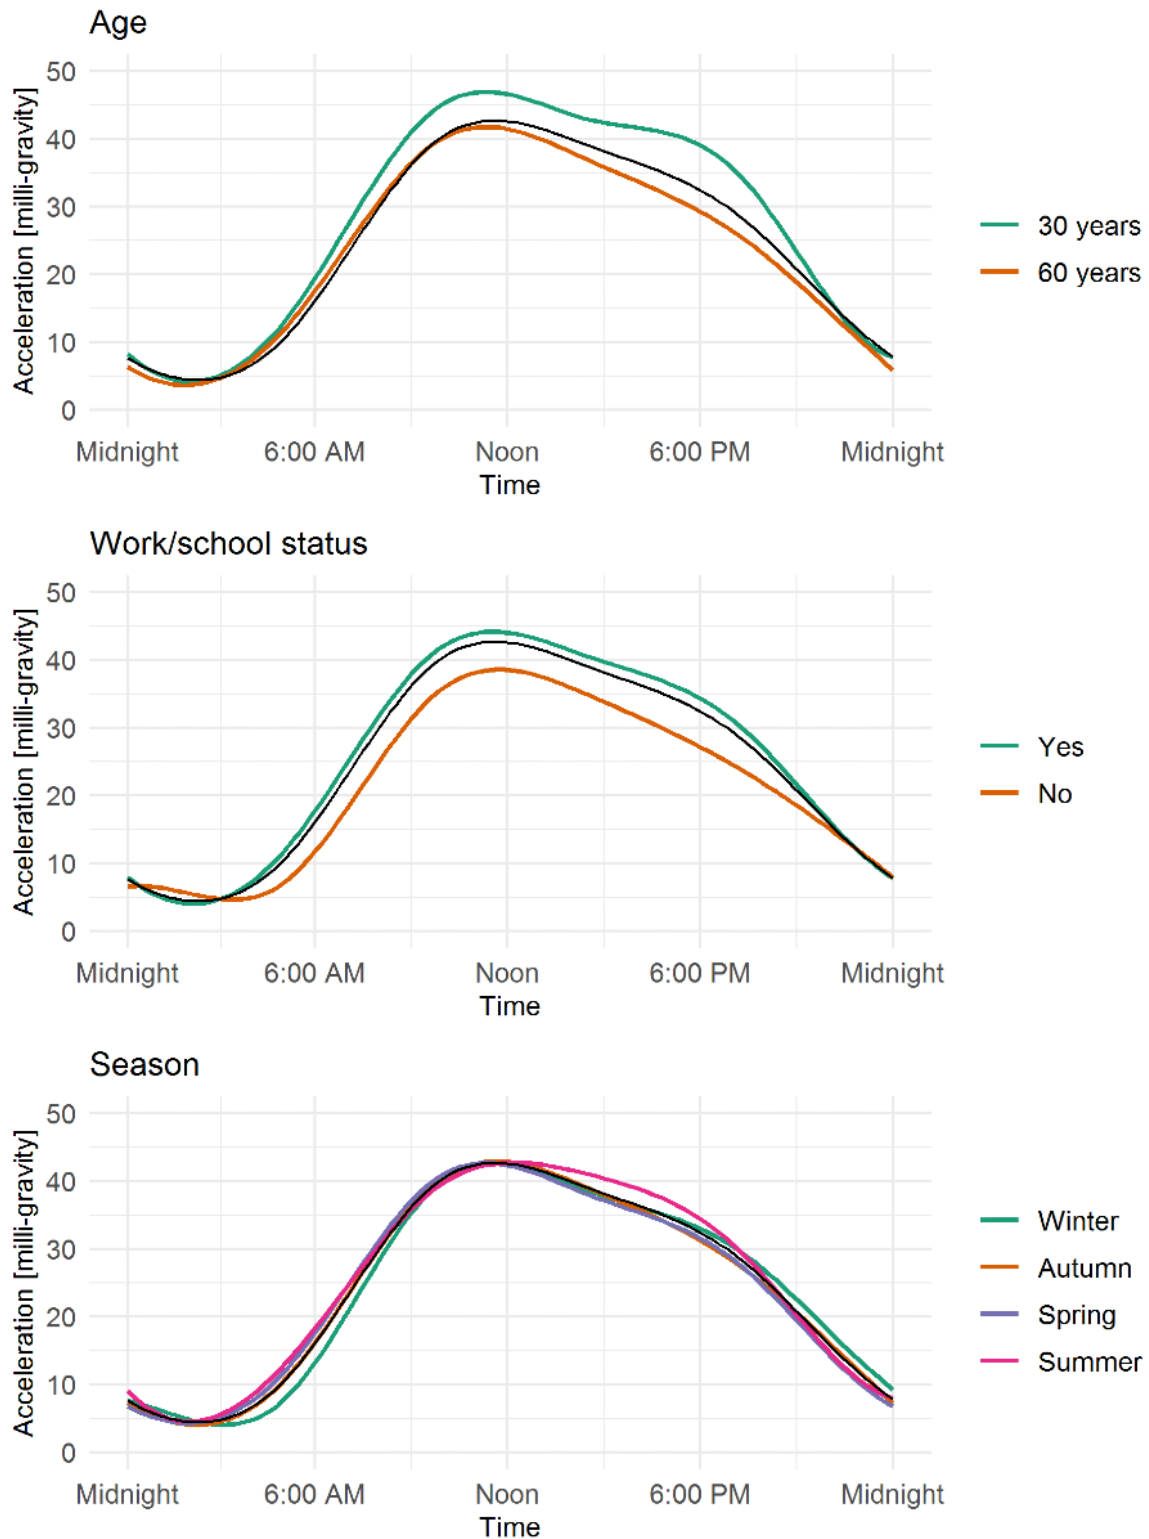 Age
50
40
30
20
10
0
Acceleration [milli-gravity]
Midnight 6:00 AM Noon 6:00 PM Midnight
Time
30 years
60 years
Work/school status
50
40
30
20
10
0
Acceleration [milli-gravity]
Midnight 6:00 AM Noon 6:00 PM Midnight
Time
Yes
No
Season
50
40
30
20
10
0
Acceleration [milli-gravity]
Midnight 6:00 AM Noon 6:00 PM Midnight
Time
Winter
Autumn
Spring
Summer